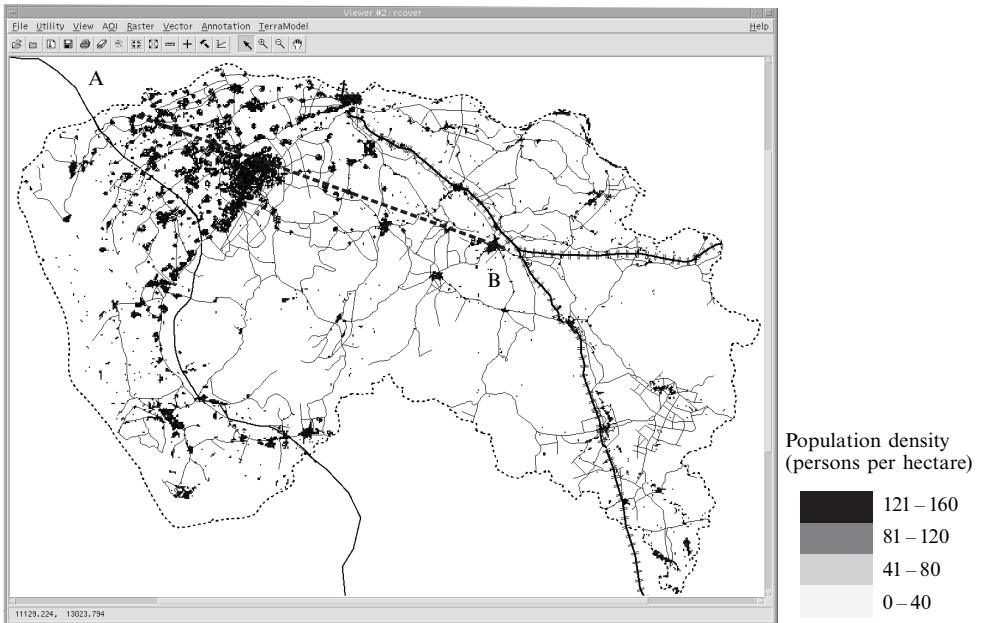 Viewer #2 : rcover
File Utility View AOI Raster Vector Annotation TerraModel Help
A
B
11129.224, 13023.794
Population density
(persons per hectare)
121 – 160
81 – 120
41 – 80
0 – 40